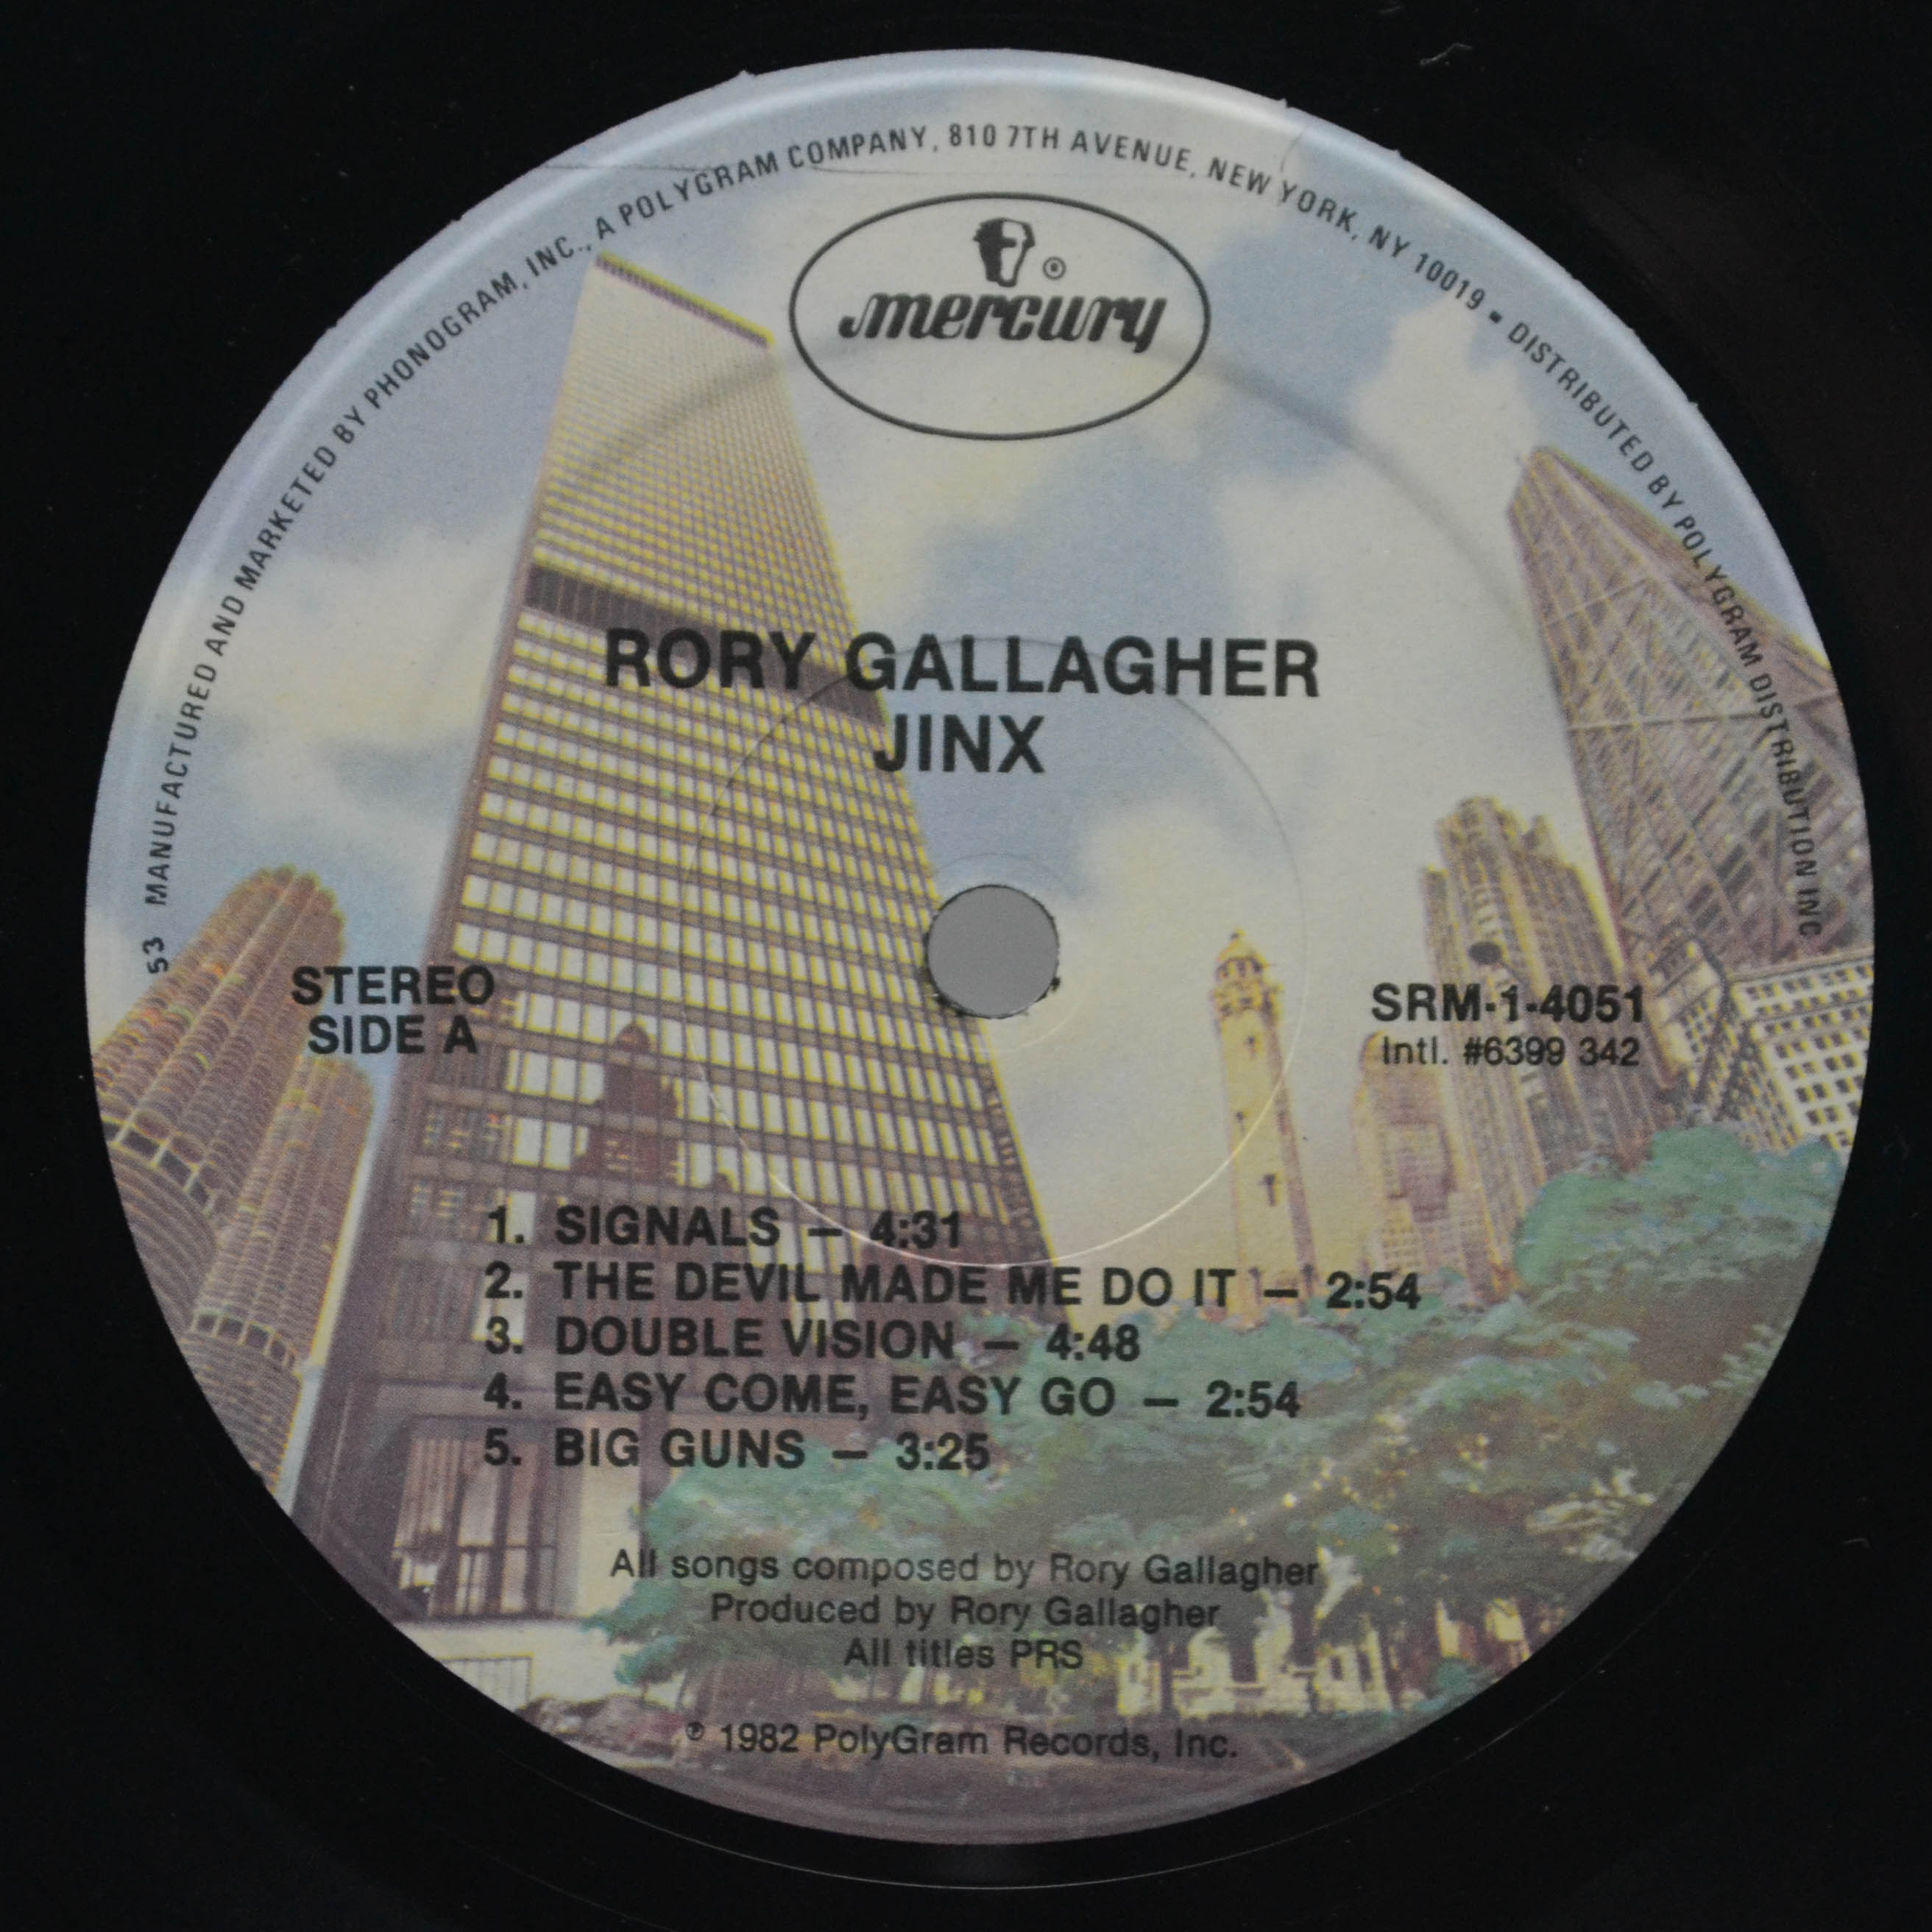 53 MANUFACTURED AND MARKETED BY PHONOGRAM, INC., A POLYGRAM COMPANY, 810 7TH AVENUE, NEW YORK, NY 10019 ▪ DISTRIBUTED BY POLYGRAM DISTRIBUTION INC
®
mercury
RORY GALLAGHER
JINX
STEREO
SIDE A
SRM-1-4051
Intl. #6399 342
1. SIGNALS — 4:31
2. THE DEVIL MADE ME DO IT — 2:54
3. DOUBLE VISION — 4:48
4. EASY COME, EASY GO — 2:54
5. BIG GUNS — 3:25
All songs composed by Rory Gallagher
Produced by Rory Gallagher
All titles PRS
℗ 1982 PolyGram Records, Inc.